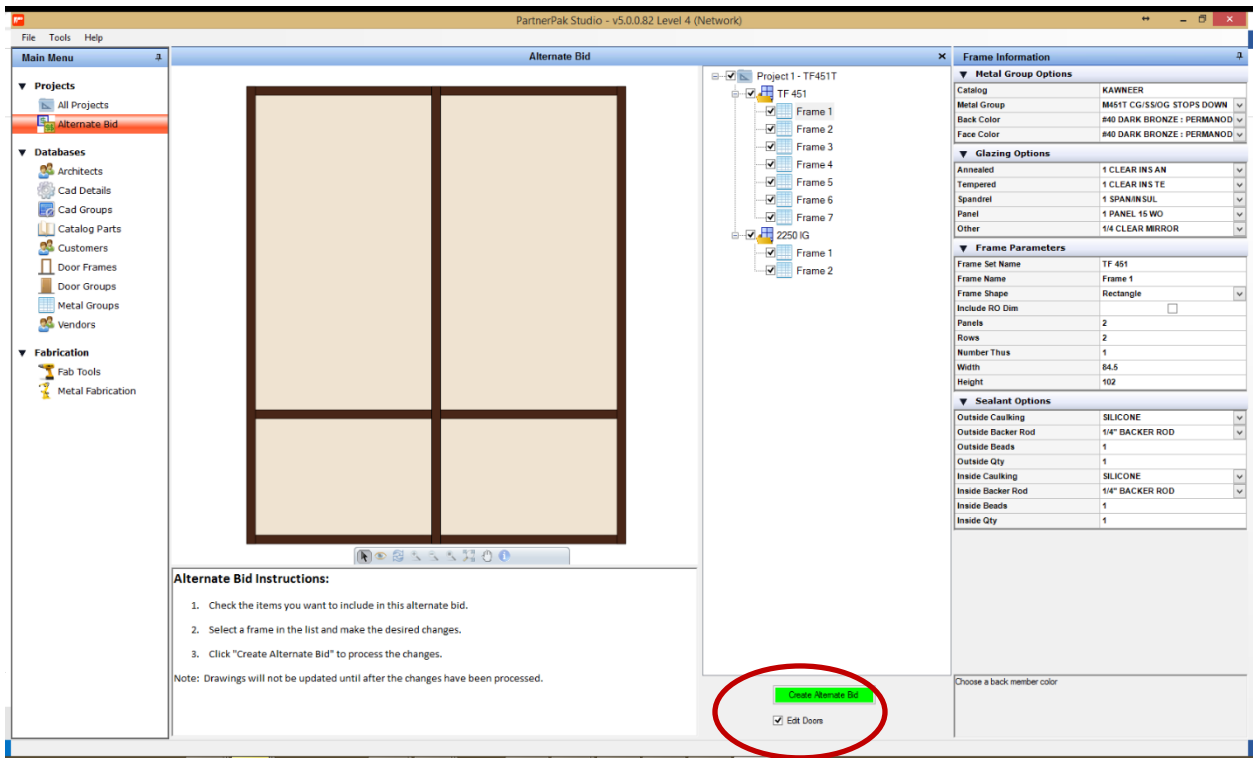 PartnerPak Studio - v5.0.0.82 Level 4 (Network)
File Tools Help
Main Menu
Projects
All Projects
Alternate Bid
Databases
Architects
Cad Details
Cad Groups
Catalog Parts
Customers
Door Frames
Door Groups
Metal Groups
Vendors
Fabrication
Fab Tools
Metal Fabrication
Alternate Bid
Alternate Bid Instructions:
1. Check the items you want to include in this alternate bid.
2. Select a frame in the list and make the desired changes.
3. Click "Create Alternate Bid" to process the changes.
Note: Drawings will not be updated until after the changes have been processed.
Project 1 - TF451T
TF 451
Frame 1
Frame 2
Frame 3
Frame 4
Frame 5
Frame 6
Frame 7
2250 IG
Frame 1
Frame 2
Create Alternate Bid
Edit Doors
Frame Information
Metal Group Options
Catalog KAWNEER
Metal Group M451T CG/SS/OG STOPS DOWN
Back Color #40 DARK BRONZE : PERMANOD
Face Color #40 DARK BRONZE : PERMANOD
Glazing Options
Annealed 1 CLEAR INS AN
Tempered 1 CLEAR INS TE
Spandrel 1 SPAN/INSUL
Panel 1 PANEL 15 WO
Other 1/4 CLEAR MIRROR
Frame Parameters
Frame Set Name TF 451
Frame Name Frame 1
Frame Shape Rectangle
Include RO Dim
Panels 2
Rows 2
Number Thus 1
Width 84.5
Height 102
Sealant Options
Outside Caulking SILICONE
Outside Backer Rod 1/4" BACKER ROD
Outside Beads 1
Outside Qty 1
Inside Caulking SILICONE
Inside Backer Rod 1/4" BACKER ROD
Inside Beads 1
Inside Qty 1
Choose a back member color